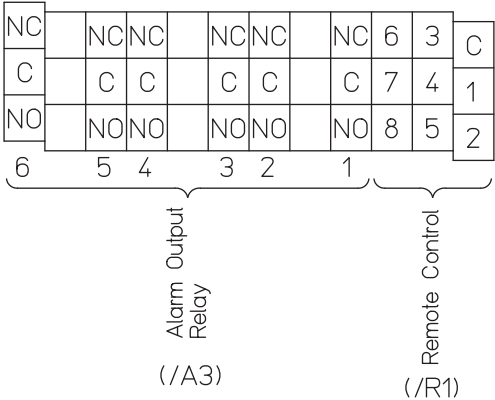 NC NC NC NC NC NC 6 3 C
C C C C C C 7 4 1
NO NO NO NO NO NO 8 5 2
6 5 4 3 2 1
Alarm Output
Relay
(/A3)
Remote Control
(/R1)